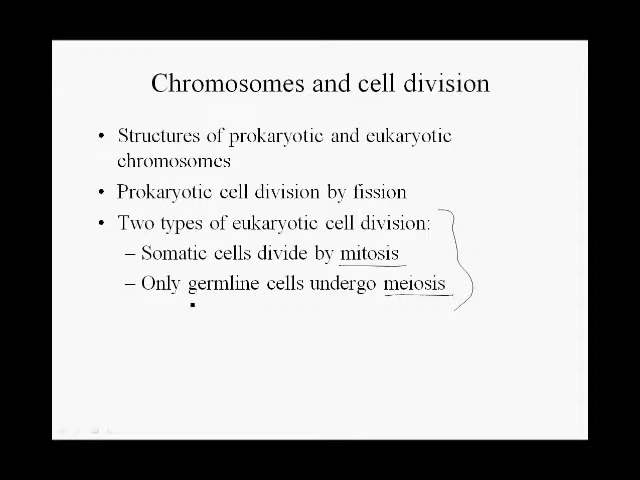 Chromosomes and cell division
• Structures of prokaryotic and eukaryotic
chromosomes
• Prokaryotic cell division by fission
• Two types of eukaryotic cell division:
– Somatic cells divide by mitosis
– Only germline cells undergo meiosis